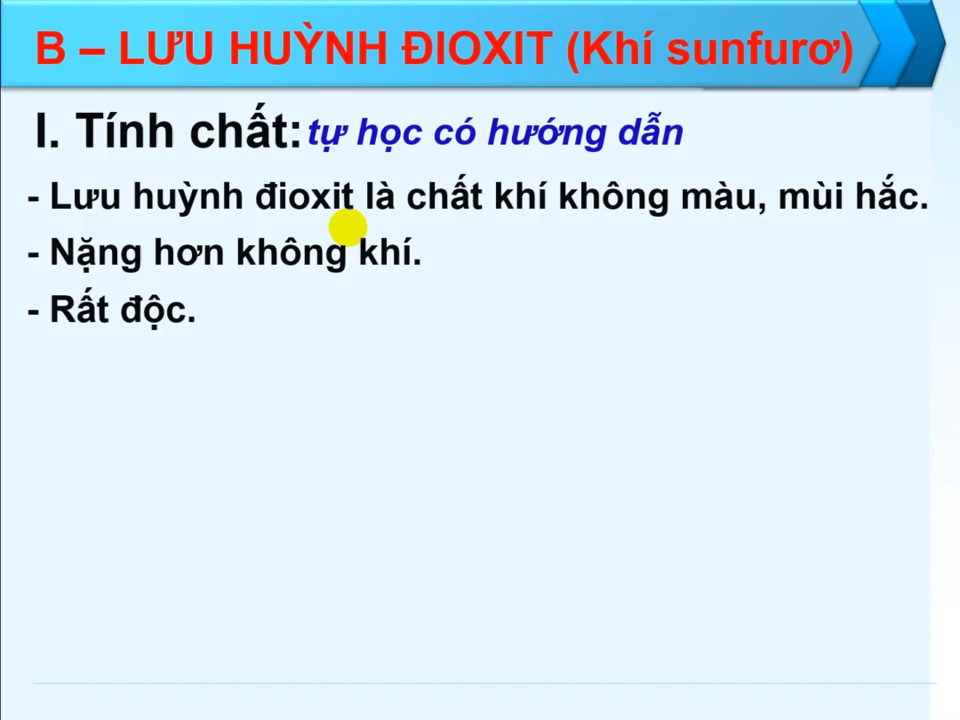 B – LƯU HUỲNH ĐIOXIT (Khí sunfurơ)
I. Tính chất: tự học có hướng dẫn
- Lưu huỳnh đioxit là chất khí không màu, mùi hắc.
- Nặng hơn không khí.
- Rất độc.